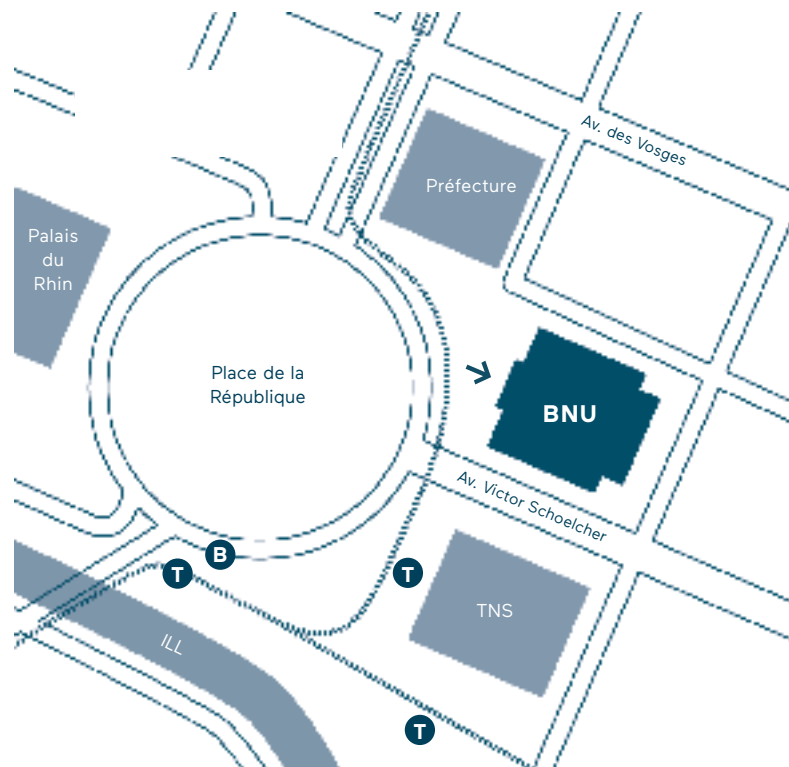 Av. des Vosges
Préfecture
Palais
du
Rhin
Place de la
République
BNU
Av. Victor Schoelcher
B
T
T
TNS
ILL
T